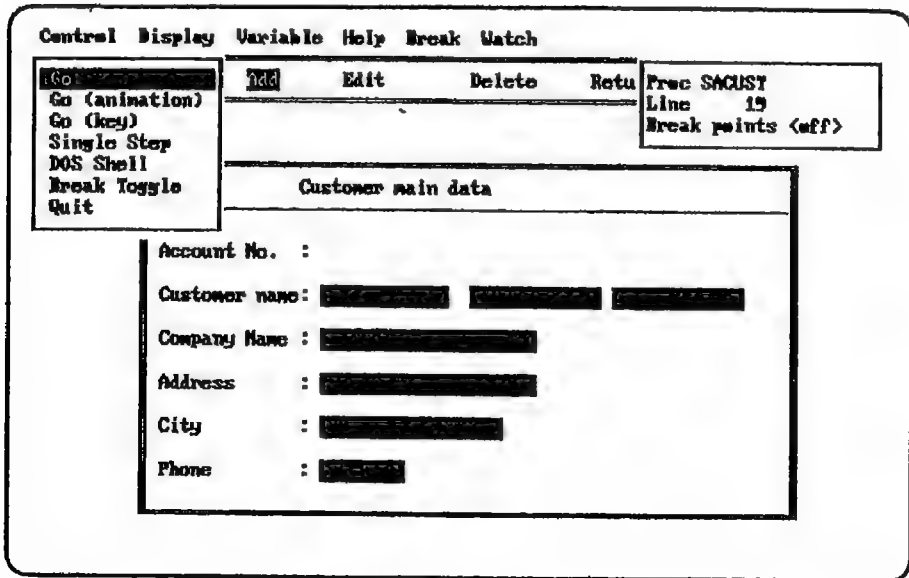 Control Display Variable Help Break Watch
Go
Go (animation)
Go (key)
Single Step
DOS Shell
Break Toggle
Quit
Add Edit Delete Retu
Proc SACUST
Line 19
Break points <off>
Customer main data
Account No. :
Customer name:
Company Name :
Address :
City :
Phone :